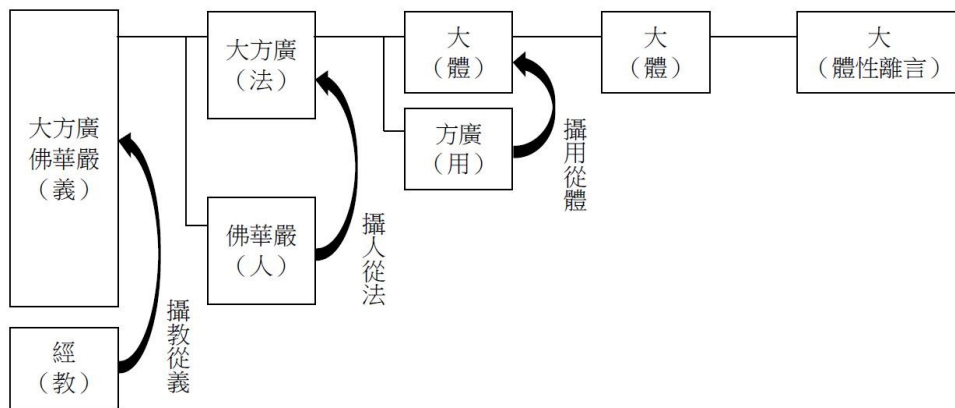 大方廣
佛華嚴
（義）
經
（教）
攝教從義
大方廣
（法）
佛華嚴
（人）
攝人從法
大
（體）
方廣
（用）
攝用從體
大
（體）
大
（體性離言）